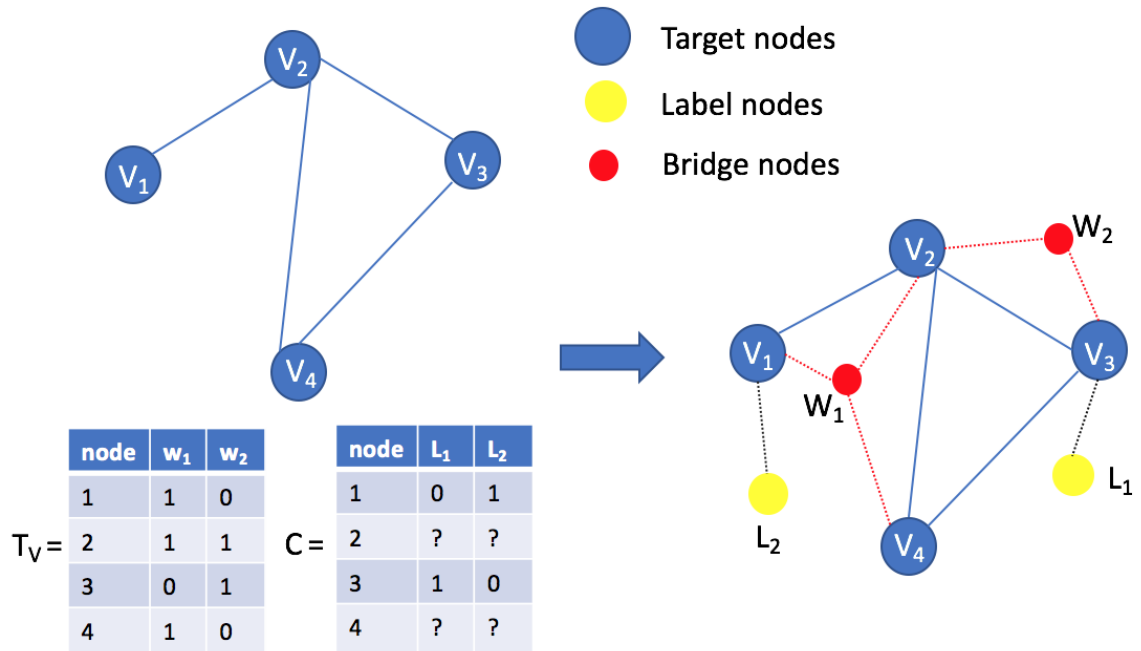 V2
V1
V3
V4
Target nodes
Label nodes
Bridge nodes
V2
W2
V1
V3
W1
L2
L1
V4
TV =
node w1 w2
1 1 0
2 1 1
3 0 1
4 1 0
C =
node L1 L2
1 0 1
2 ? ?
3 1 0
4 ? ?